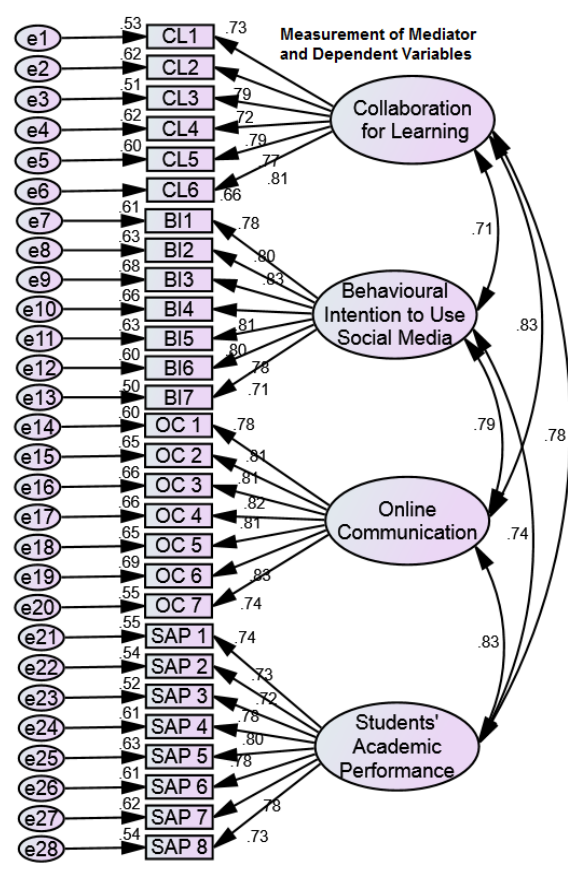 Measurement of Mediator
and Dependent Variables
e1 .53 CL1 .73
e2 .62 CL2
e3 .51 CL3 .79
e4 .62 CL4 .72
e5 .60 CL5 .79
.77
e6 CL6 .66 .81
Collaboration
for Learning
e7 .61 BI1 .78
e8 .63 BI2 .80
e9 .68 BI3 .83
e10 .66 BI4
e11 .63 BI5 .81
e12 .60 BI6 .80
.78
e13 .50 BI7 .71
Behavioural
Intention to Use
Social Media
e14 .60 OC 1 .78
e15 .65 OC 2 .81
e16 .66 OC 3 .81
e17 .66 OC 4 .82
e18 .65 OC 5 .81
e19 .69 OC 6 .83
e20 .55 OC 7 .74
Online
Communication
e21 .55 SAP 1 .74
e22 .54 SAP 2 .73
e23 .52 SAP 3 .72
e24 .61 SAP 4 .78
e25 .63 SAP 5 .80
e26 .61 SAP 6 .78
e27 .62 SAP 7 .78
e28 .54 SAP 8 .73
Students'
Academic
Performance
.71
.83
.78
.79
.74
.83